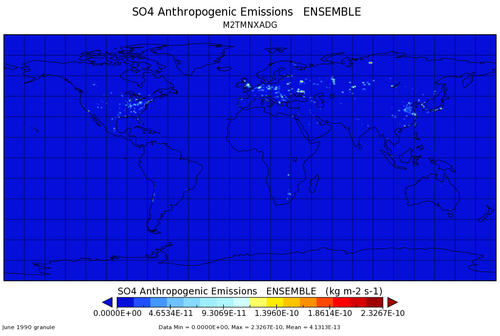 SO4 Anthropogenic Emissions   ENSEMBLE
M2TMNXADG
SO4 Anthropogenic Emissions   ENSEMBLE   (kg m-2 s-1)
0.0000E+00 4.6534E-11 9.3069E-11 1.3960E-10 1.8614E-10 2.3267E-10
June 1990 granule
Data Min = 0.0000E+00, Max = 2.3267E-10, Mean = 4.1313E-13